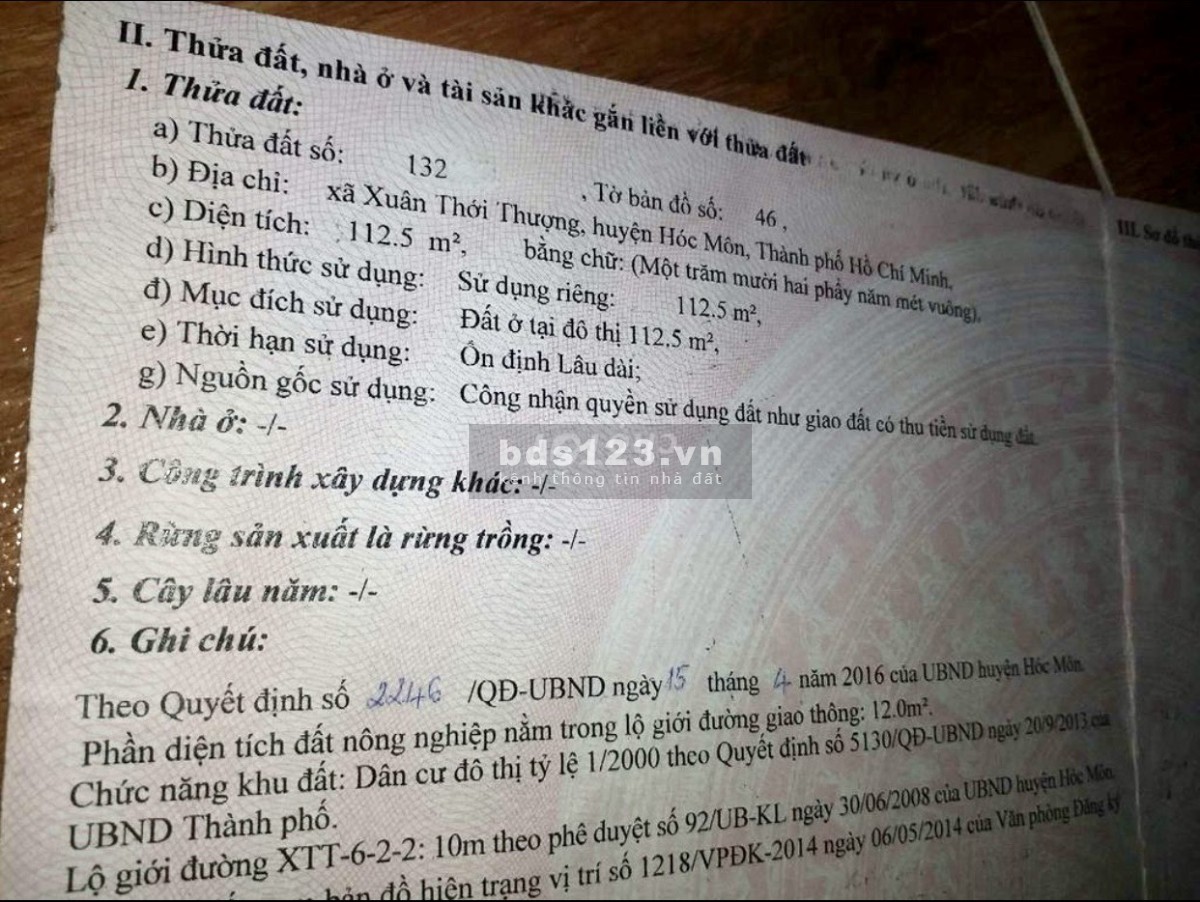 II. Thửa đất, nhà ở và tài sản khác gắn liền với thửa đất
1. Thửa đất:
a) Thửa đất số: 132 , Tờ bản đồ số: 46 ,
b) Địa chỉ: xã Xuân Thới Thượng, huyện Hóc Môn, Thành phố Hồ Chí Minh,
c) Diện tích: 112.5 m², bằng chữ: (Một trăm mười hai phẩy năm mét vuông),
d) Hình thức sử dụng: Sử dụng riêng: 112.5 m²,
đ) Mục đích sử dụng: Đất ở tại đô thị 112.5 m²,
e) Thời hạn sử dụng: Ổn định Lâu dài;
g) Nguồn gốc sử dụng: Công nhận quyền sử dụng đất như giao đất có thu tiền sử dụng đất.
2. Nhà ở: -/-
bds123.vn
kênh thông tin nhà đất
3. Công trình xây dựng khác: -/-
4. Rừng sản xuất là rừng trồng: -/-
5. Cây lâu năm: -/-
6. Ghi chú:
Theo Quyết định số 2246 /QĐ-UBND ngày 15 tháng 4 năm 2016 của UBND huyện Hóc Môn.
Phần diện tích đất nông nghiệp nằm trong lộ giới đường giao thông: 12.0m².
Chức năng khu đất: Dân cư đô thị tỷ lệ 1/2000 theo Quyết định số 5130/QĐ-UBND ngày 20/9/2013 của
UBND Thành phố.
Lộ giới đường XTT-6-2-2: 10m theo phê duyệt số 92/UB-KL ngày 30/06/2008 của UBND huyện Hóc Môn.
bản đồ hiện trạng vị trí số 1218/VPĐK-2014 ngày 06/05/2014 của Văn phòng Đăng ký
III. Sơ đồ